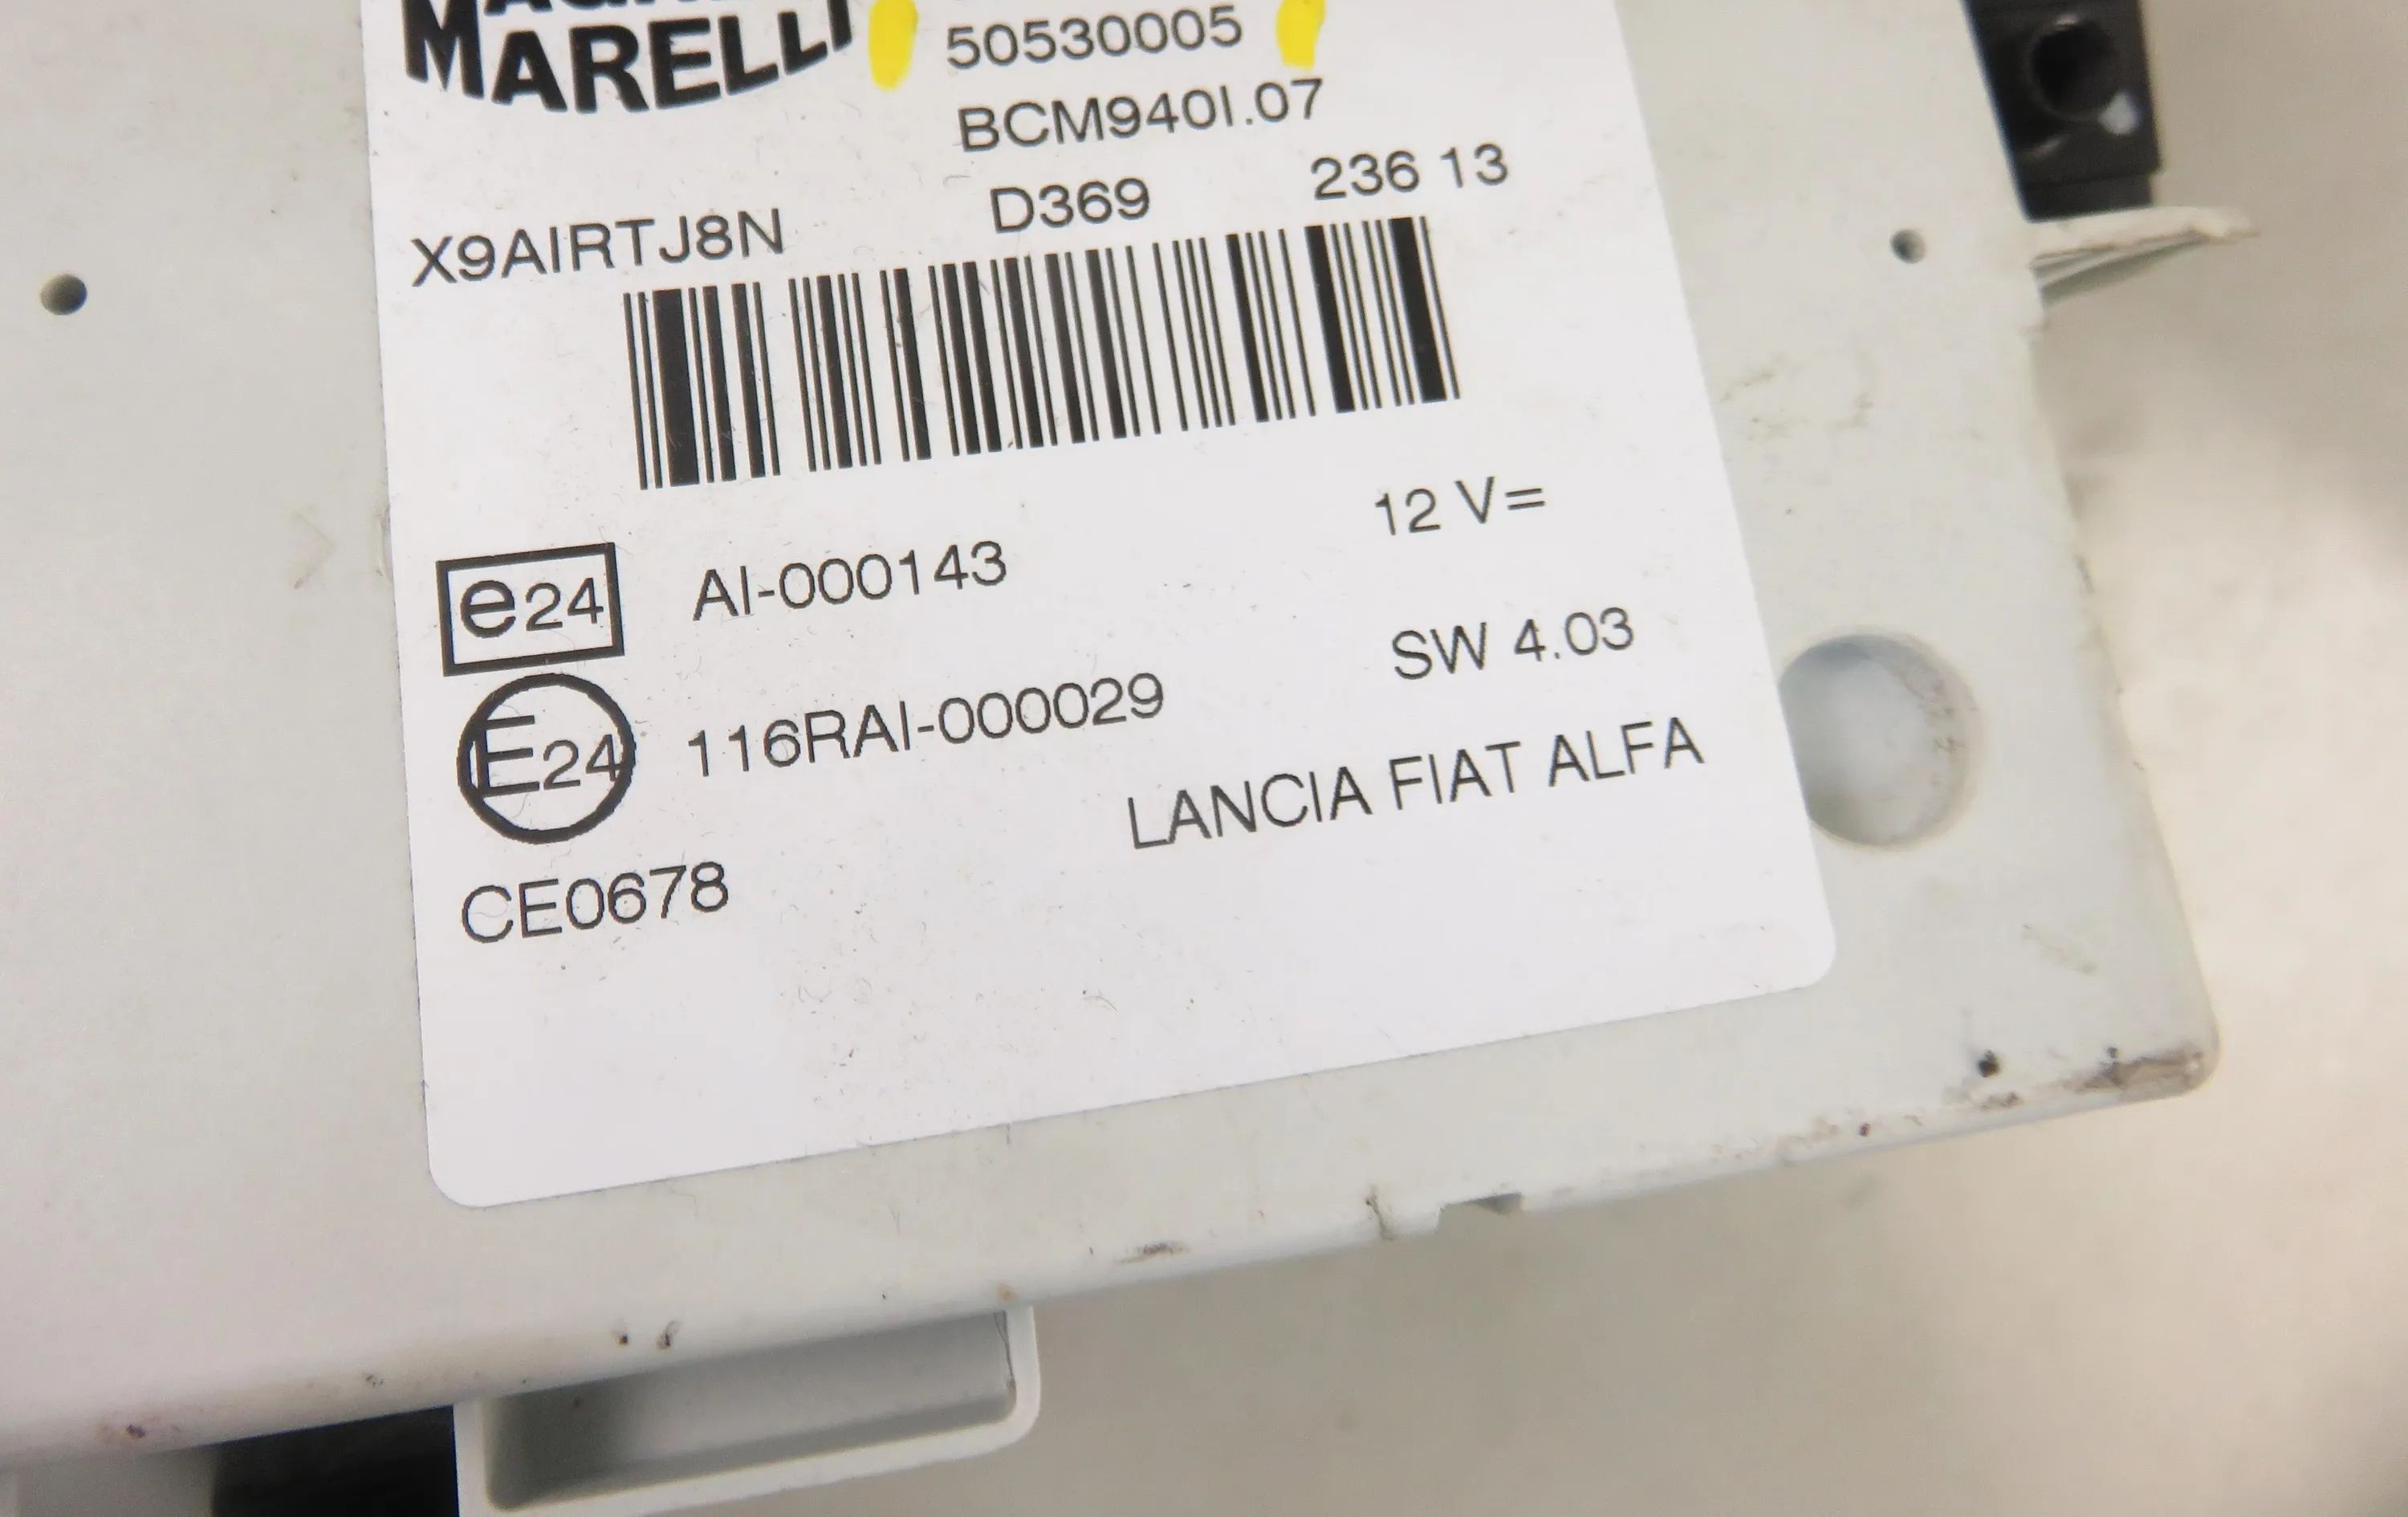 MARELLI
50530005
BCM940I.07
X9AIRTJ8N D369 236 13
12 V=
e24 AI-000143
SW 4.03
E24 116RAI-000029
LANCIA FIAT ALFA
CE0678